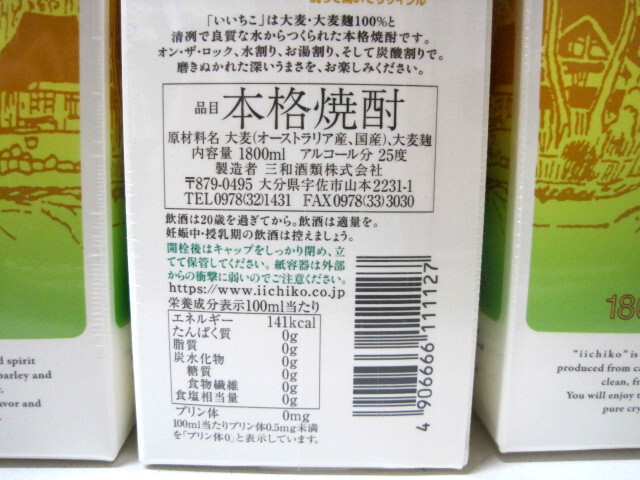 「いいちこ」は大麦・大麦麹100%と
清冽で良質な水からつくられた本格焼酎です。
オン・ザ・ロック、水割り、お湯割り、そして炭酸割りで。
磨きぬかれた深いうまさを、お楽しみください。
品目 本格焼酎
原材料名 大麦(オーストラリア産、国産)、大麦麹
内容量 1800ml アルコール分 25度
製造者 三和酒類株式会社
〒879-0495 大分県宇佐市山本2231-1
TEL0978(32)1431 FAX0978(33)3030
飲酒は20歳を過ぎてから。飲酒は適量を。
妊娠中・授乳期の飲酒は控えましょう。
開栓後はキャップをしっかり閉め、立
てて保管してください。紙容器は外部
からの衝撃に弱いのでご注意ください。
https://www.iichiko.co.jp
栄養成分表示100ml当たり
エネルギー 141kcal
たんぱく質 0g
脂質 0g
炭水化物 0g
糖質 0g
食物繊維 0g
食塩相当量 0g
プリン体 0mg
100ml当たりプリン体0.5mg未満
を「プリン体0」と表示しています。
4 906666 111127
d spirit
barley and
avor and
180
"iichiko" is
produced from ca
clean, fr
You will enjoy
pure cry